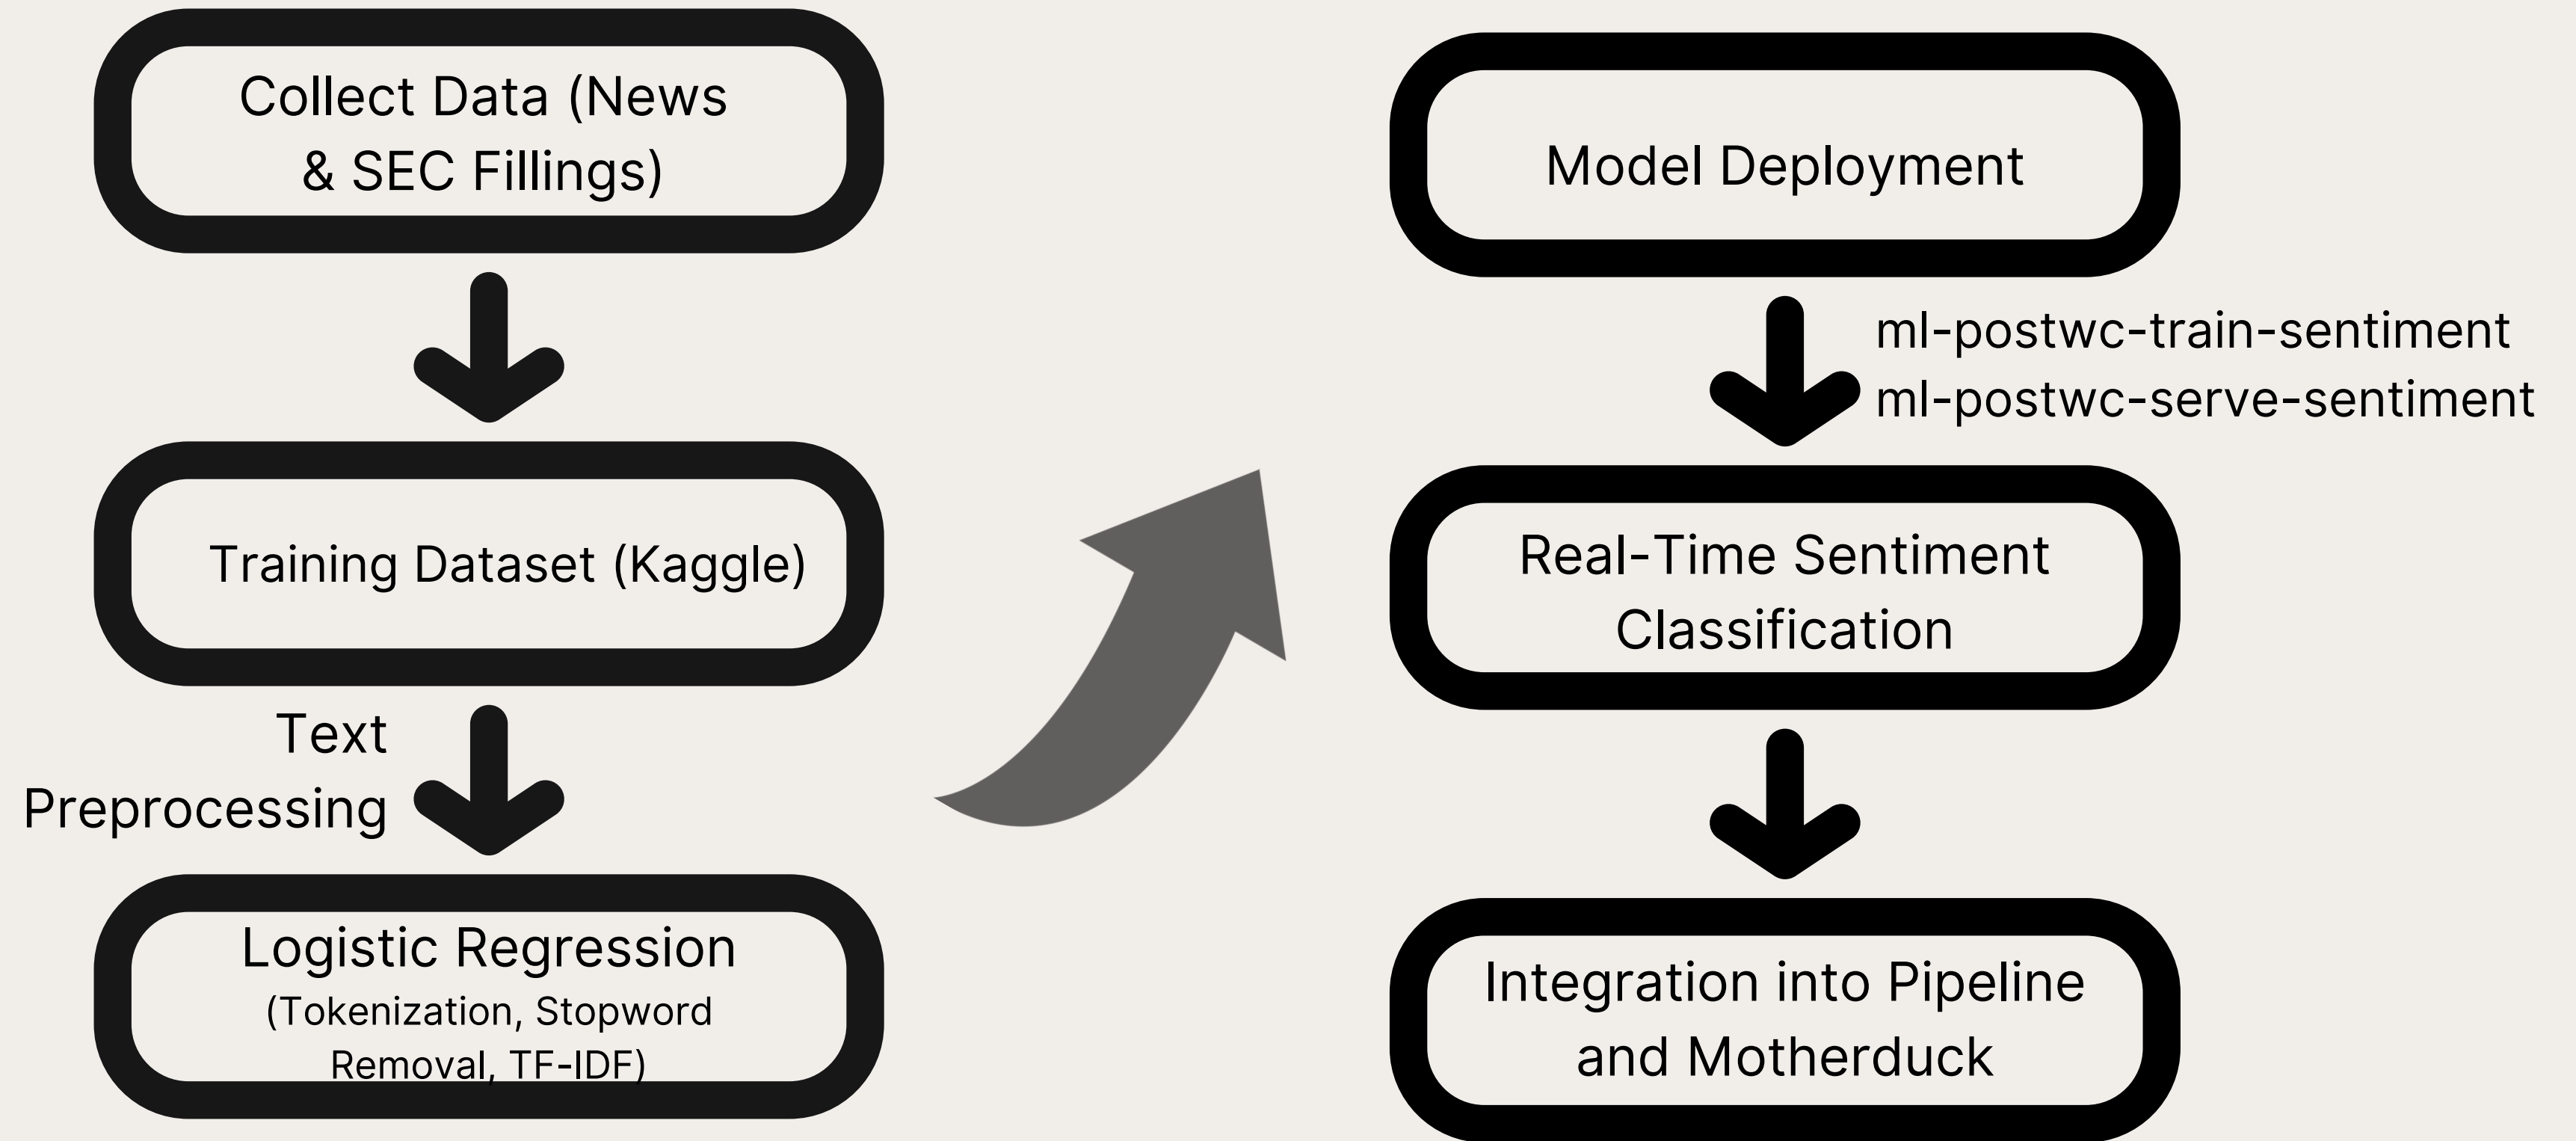 Collect Data (News
& SEC Fillings)
Training Dataset (Kaggle)
Text
Preprocessing
Logistic Regression
(Tokenization, Stopword
Removal, TF-IDF)
Model Deployment
ml-postwc-train-sentiment
ml-postwc-serve-sentiment
Real-Time Sentiment
Classification
Integration into Pipeline
and Motherduck